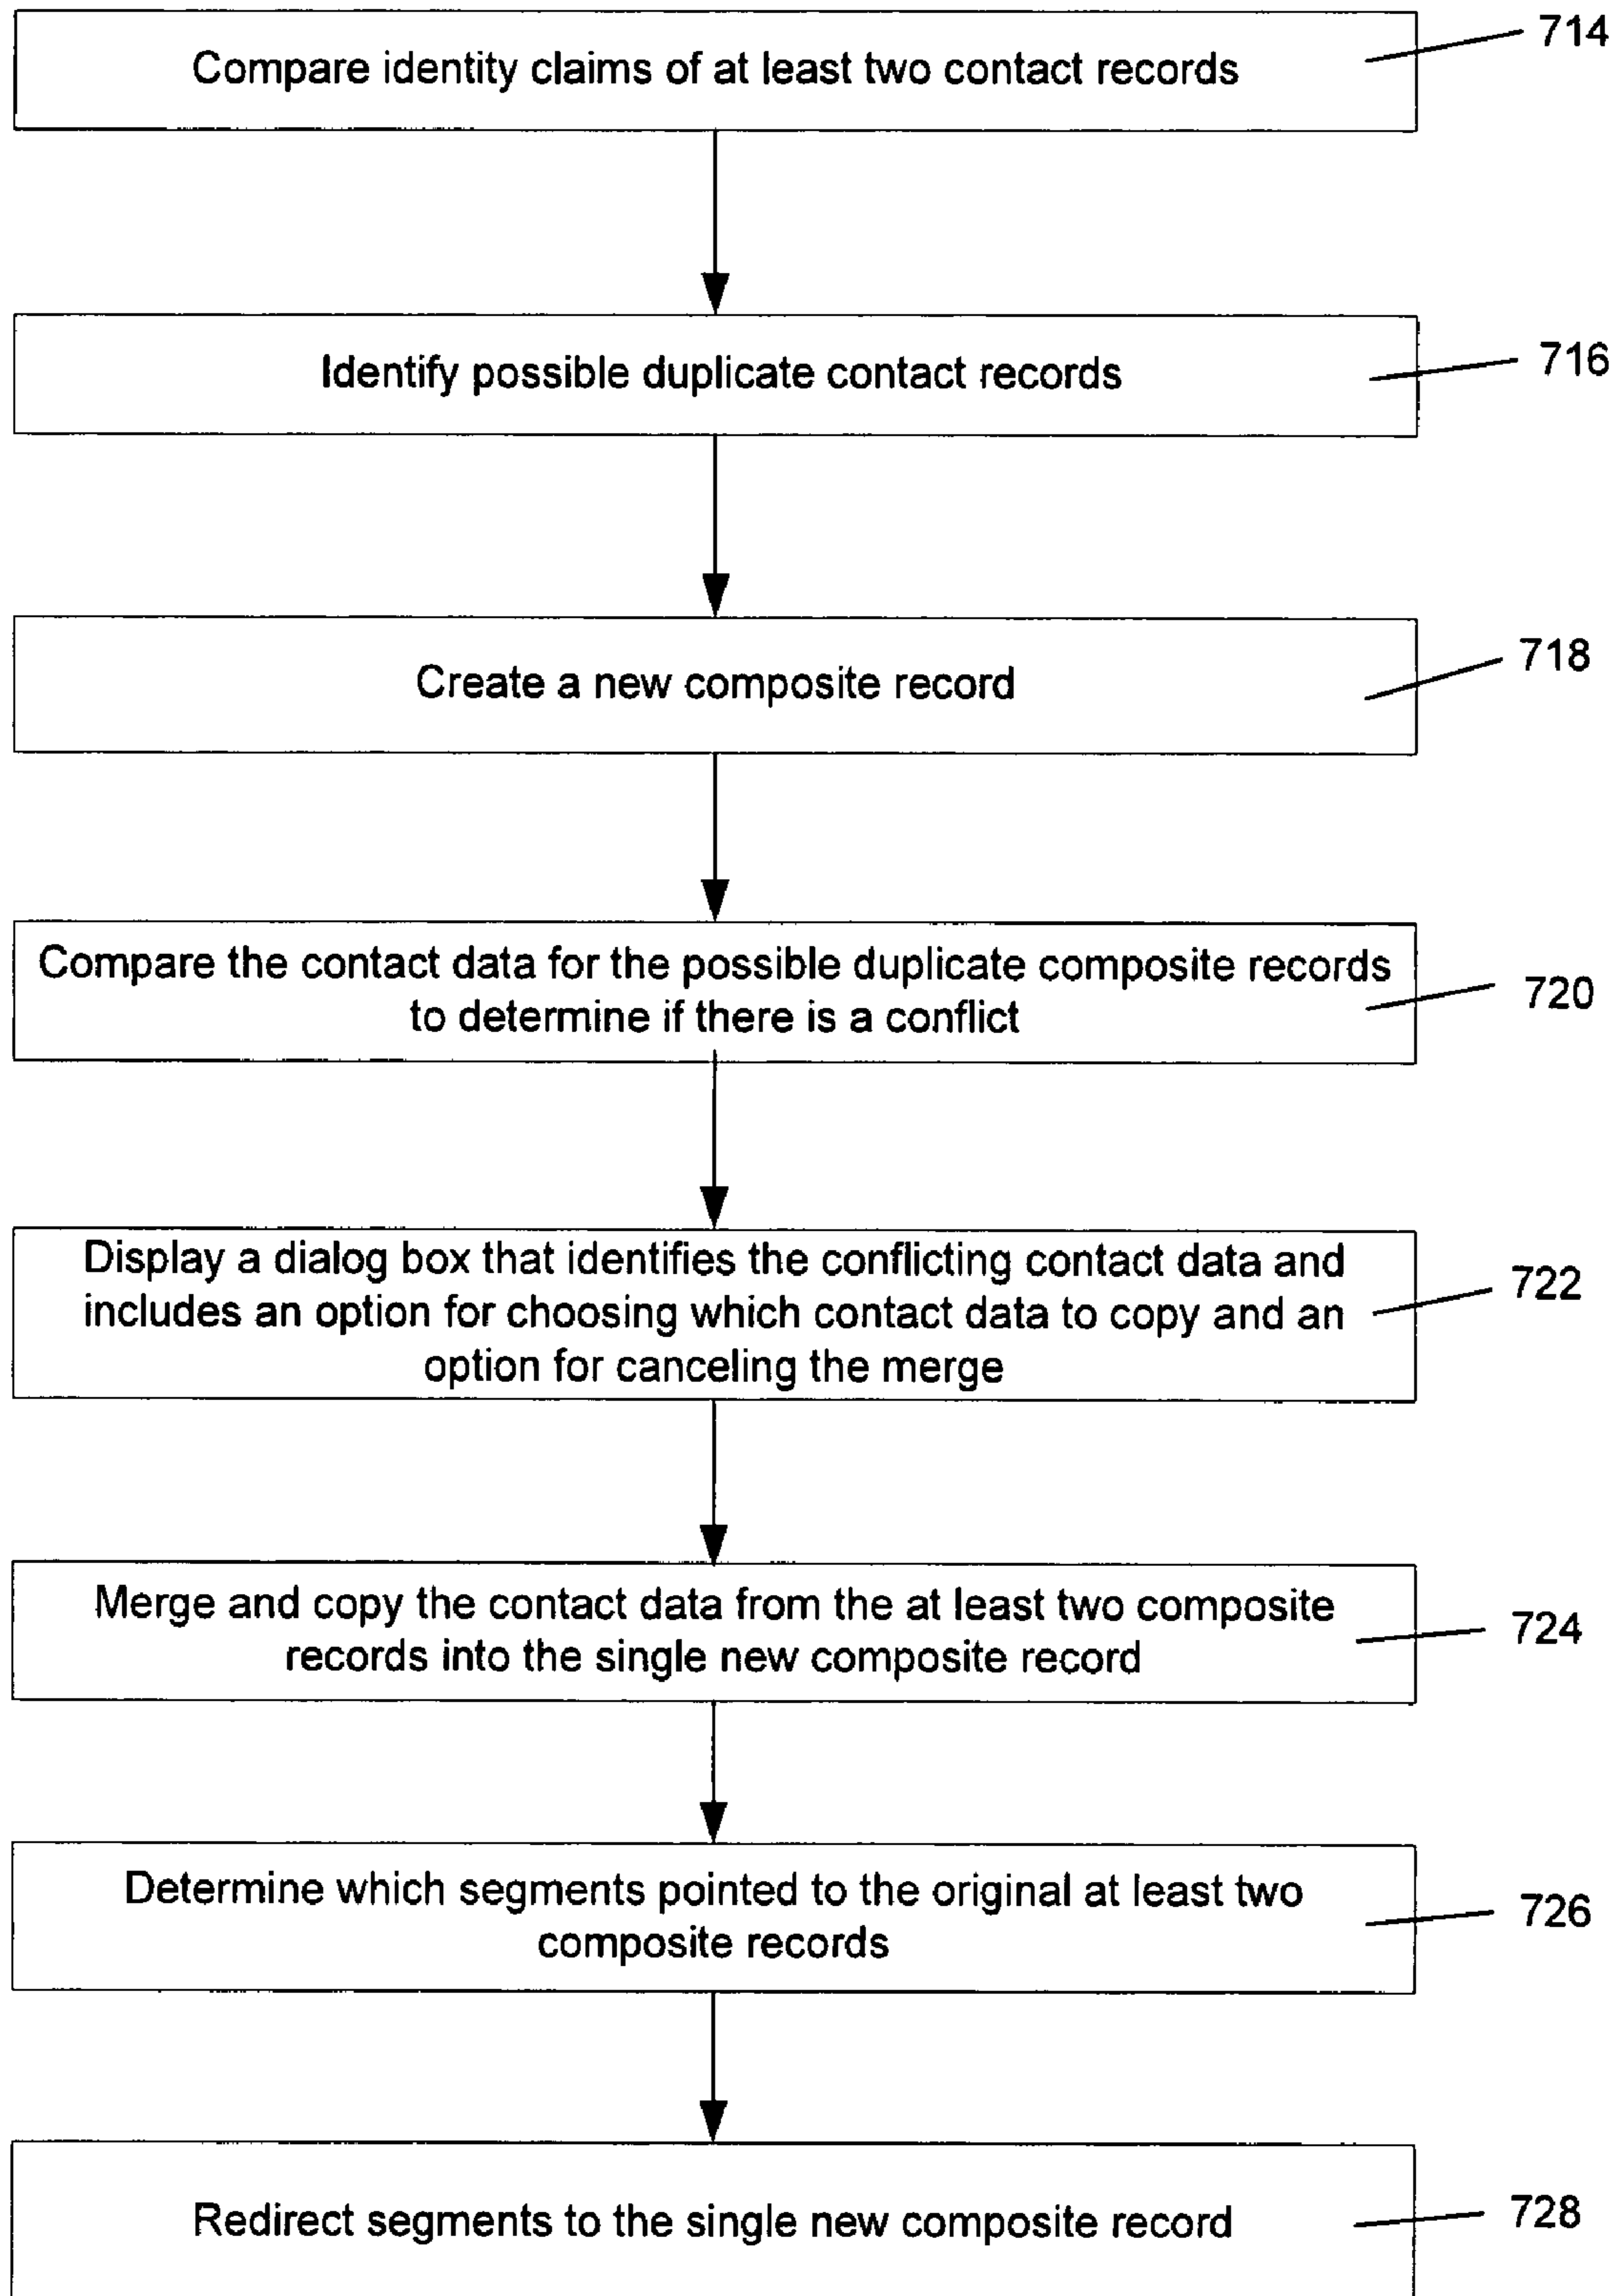 714
Compare identity claims of at least two contact records
716
Identify possible duplicate contact records
718
Create a new composite record
Compare the contact data for the possible duplicate composite records
to determine if there is a conflict
720
Display a dialog box that identifies the conflicting contact data and
includes an option for choosing which contact data to copy and an
option for canceling the merge
722
Merge and copy the contact data from the at least two composite
records into the single new composite record
724
Determine which segments pointed to the original at least two
composite records
726
Redirect segments to the single new composite record
728